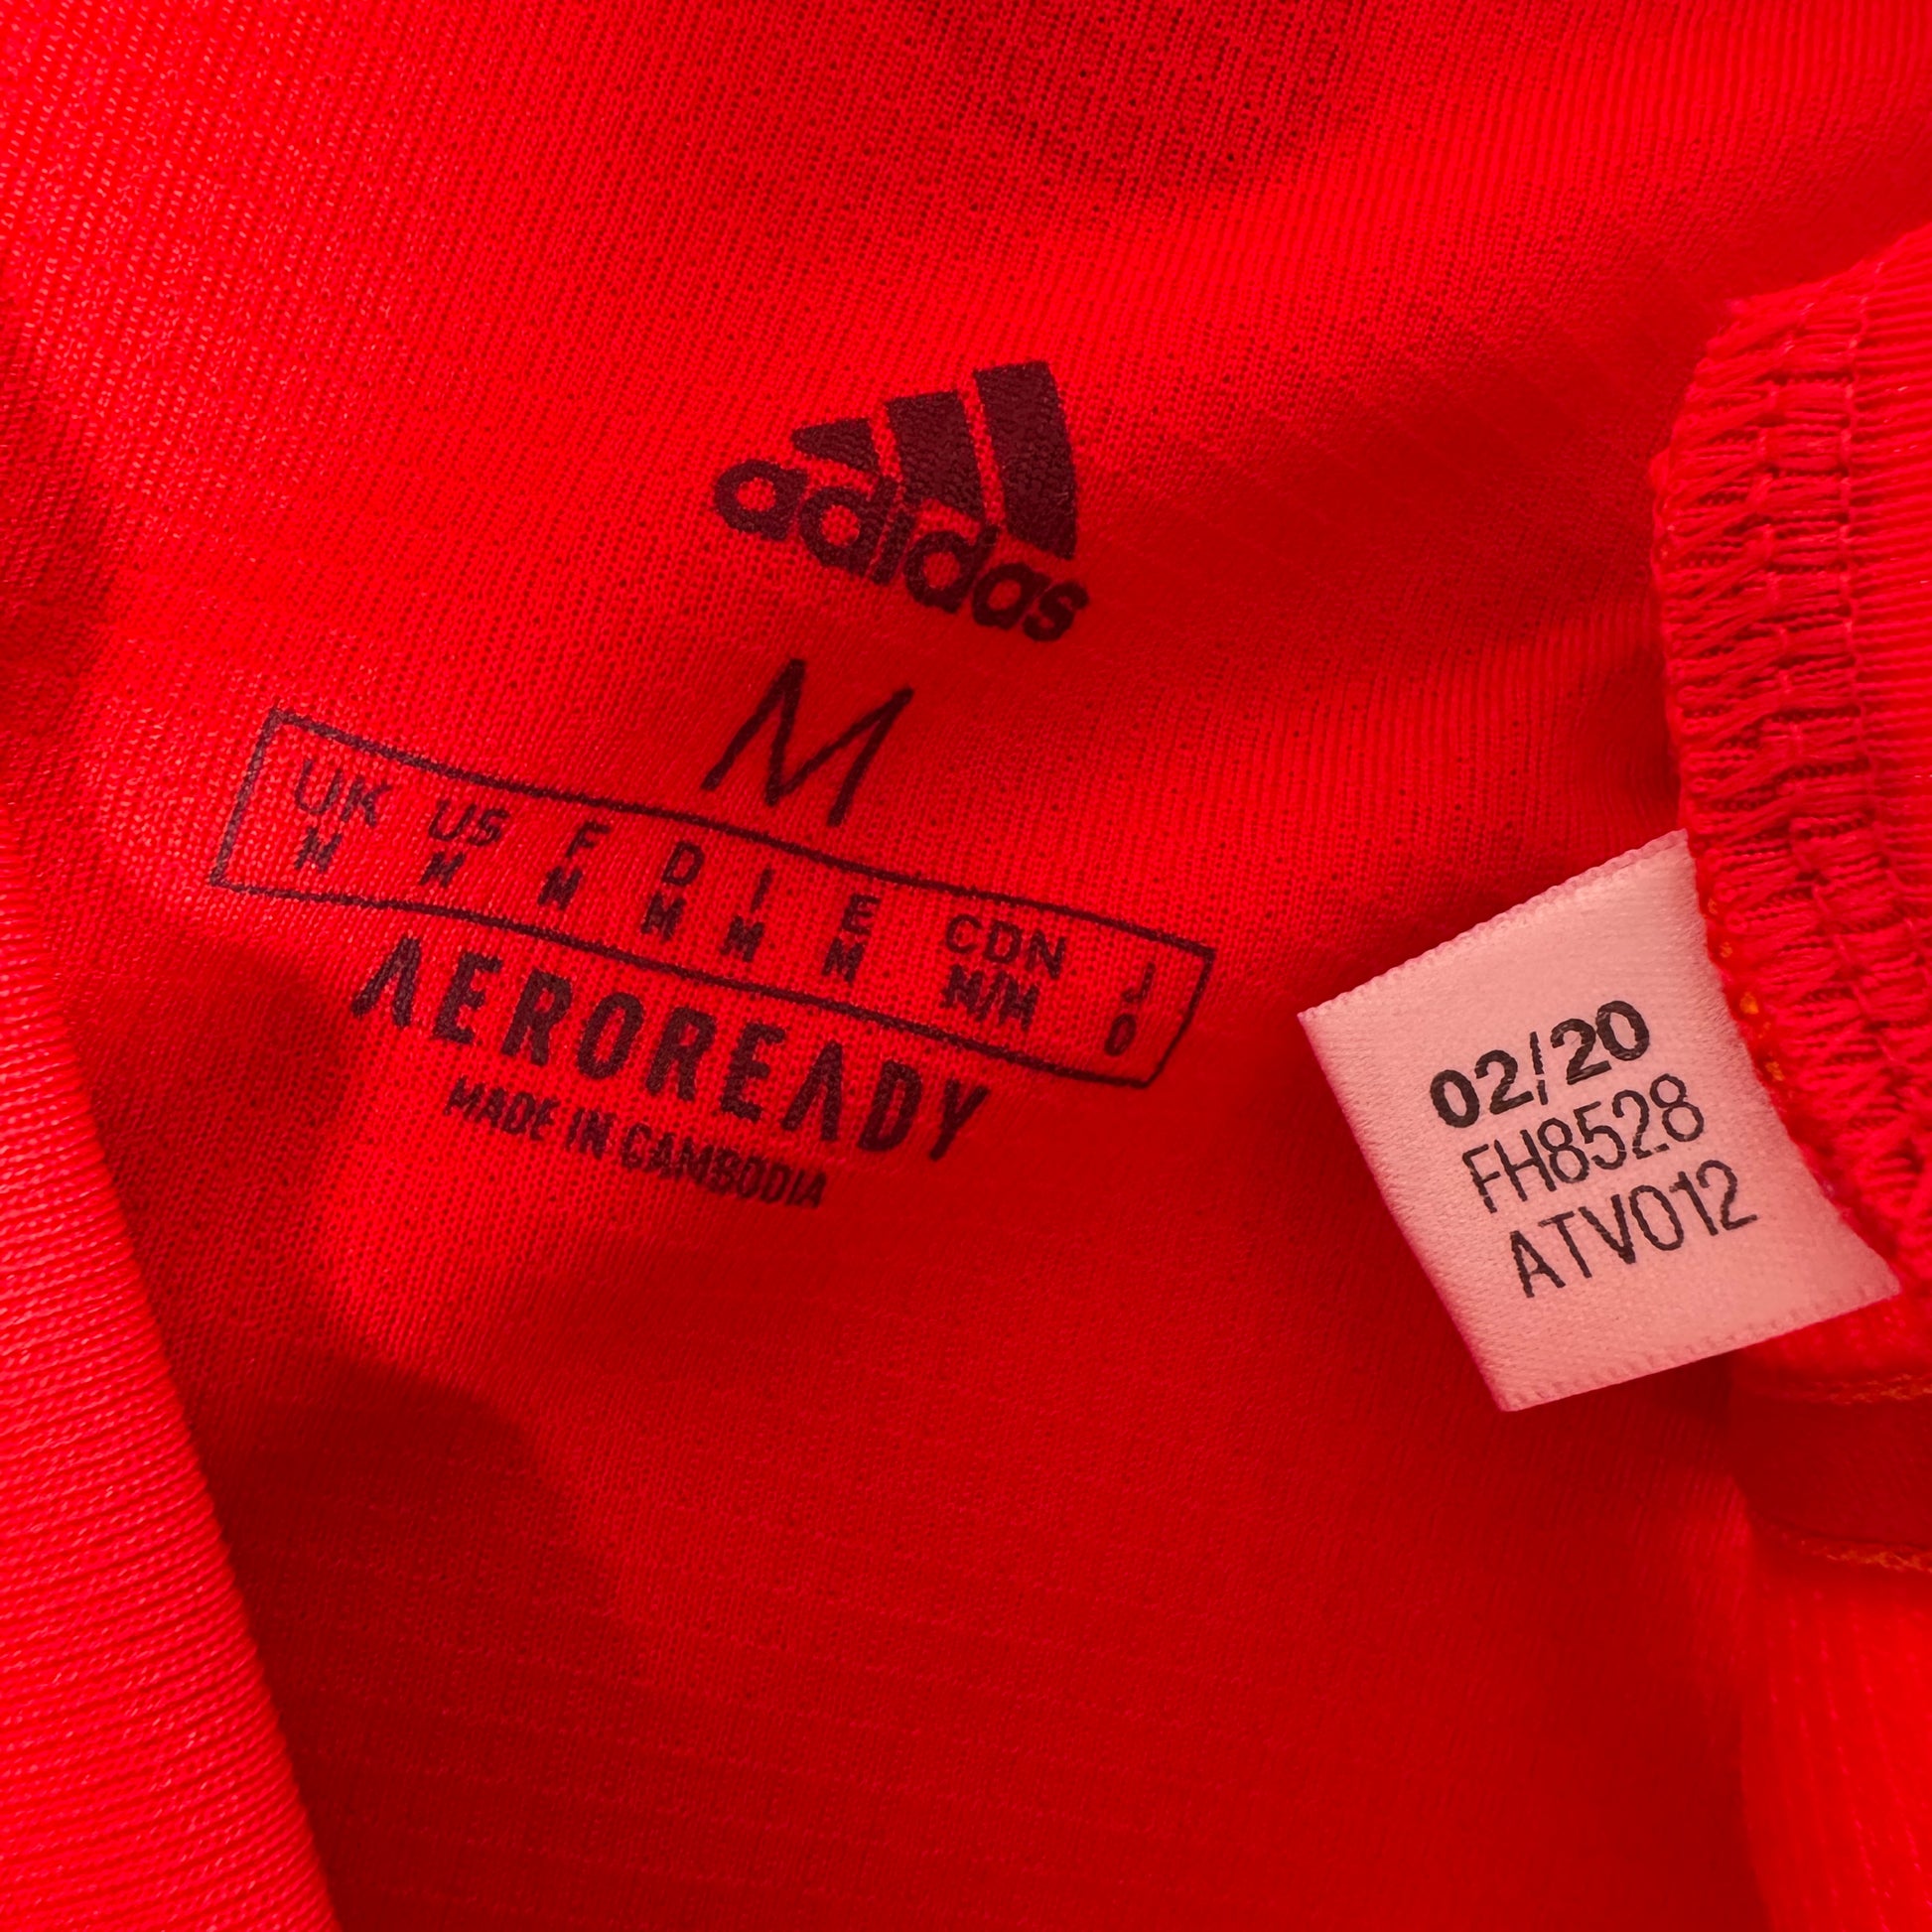 adidas
M
UK US F D I E CDN J
M M M M M M M/M O
AEROREADY
MADE IN CAMBODIA
02/20
FH8528
ATV012